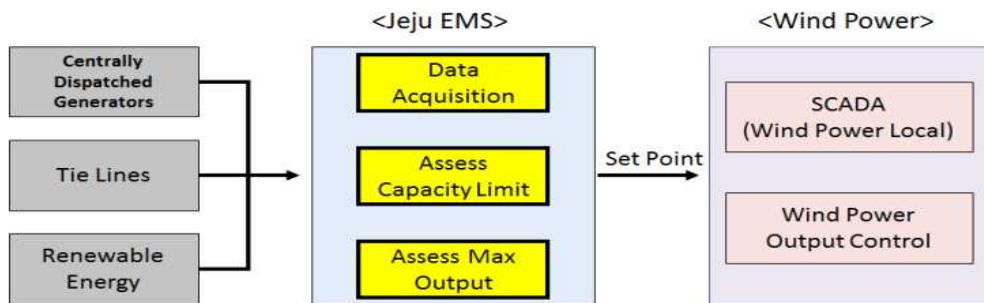 <Jeju EMS>
<Wind Power>
Centrally
Dispatched
Generators
Tie Lines
Renewable
Energy
Data
Acquisition
Assess
Capacity Limit
Assess Max
Output
Set Point
SCADA
(Wind Power Local)
Wind Power
Output Control